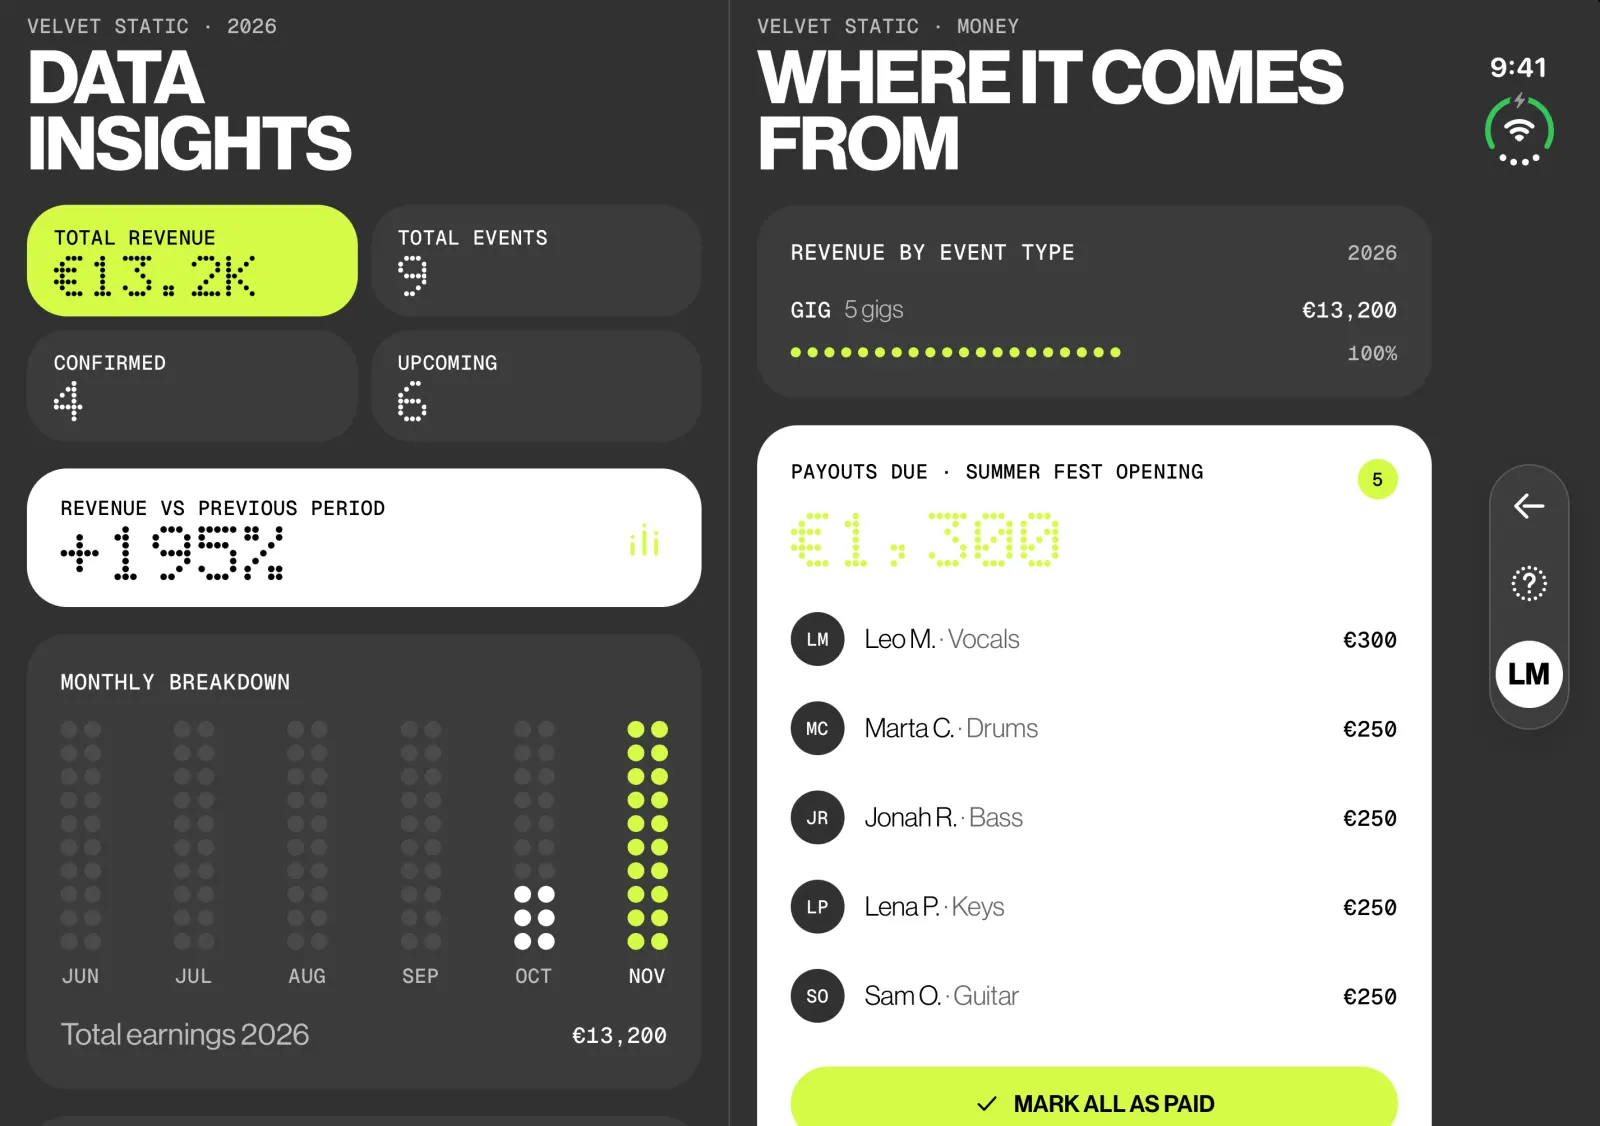 VELVET STATIC · 2026
DATA
INSIGHTS
TOTAL REVENUE
€13.2K
TOTAL EVENTS
9
CONFIRMED
4
UPCOMING
6
REVENUE VS PREVIOUS PERIOD
+195%
MONTHLY BREAKDOWN
JUN JUL AUG SEP OCT NOV
Total earnings 2026 €13,200
VELVET STATIC · MONEY
WHERE IT COMES
FROM
REVENUE BY EVENT TYPE 2026
GIG 5 gigs €13,200
100%
PAYOUTS DUE · SUMMER FEST OPENING 5
€1,300
LM Leo M. · Vocals €300
MC Marta C. · Drums €250
JR Jonah R. · Bass €250
LP Lena P. · Keys €250
SO Sam O. · Guitar €250
MARK ALL AS PAID
9:41
?
LM